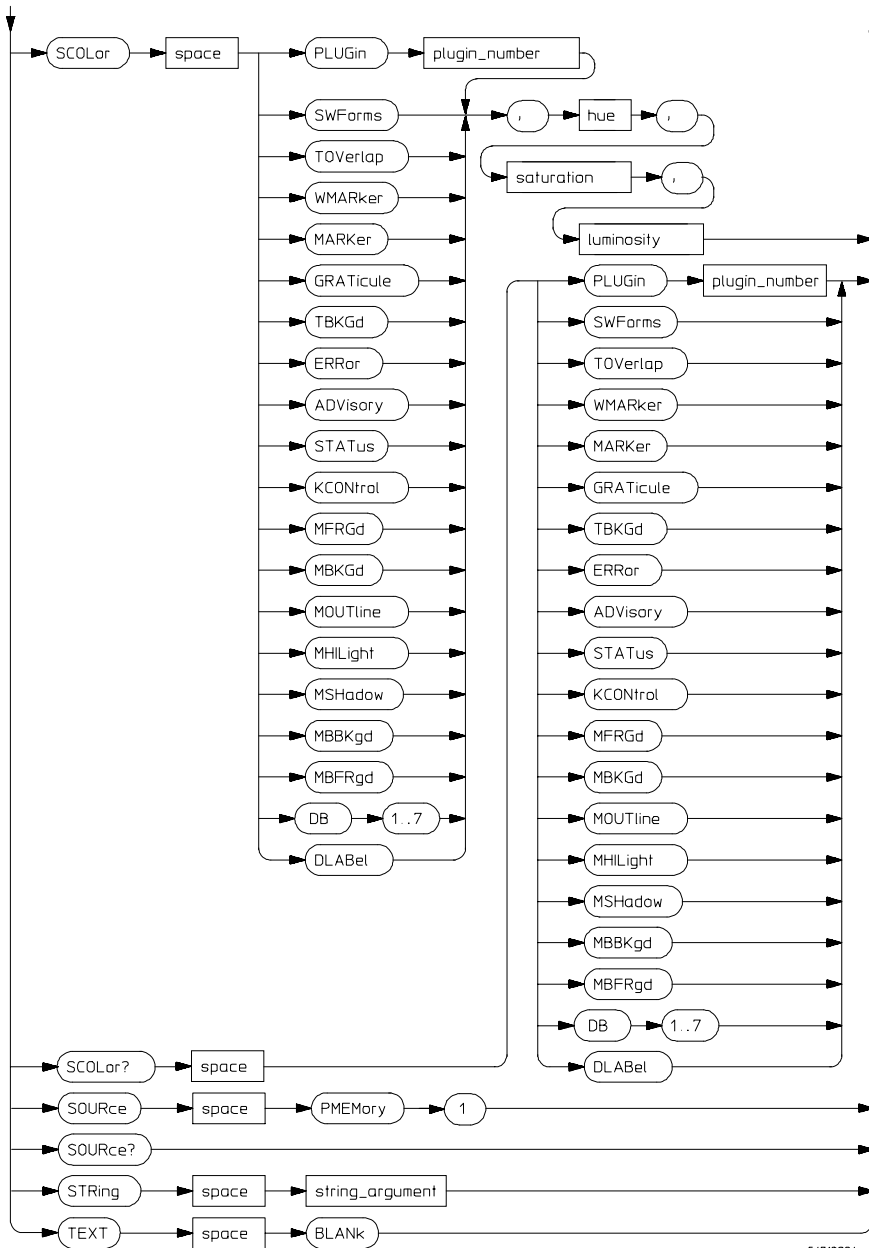 SCOLor space PLUGin plugin_number
SWForms , hue ,
TOVerlap
saturation ,
WMARker
MARKer
luminosity
GRATicule
PLUGin plugin_number
TBKGd
SWForms
ERRor
TOVerlap
ADVisory
WMARker
STATus
MARKer
KCONtrol
GRATicule
MFRGd
TBKGd
MBKGd
ERRor
MOUTline
ADVisory
MHILight
STATus
MSHadow
KCONtrol
MBBKgd
MFRGd
MBFRgd
MBKGd
DB 1..7
MOUTline
DLABel
MHILight
MSHadow
MBBKgd
MBFRgd
DB 1..7
SCOLor? space
DLABel
SOURce space PMEMory 1
SOURce?
STRing space string_argument
TEXT space BLANk